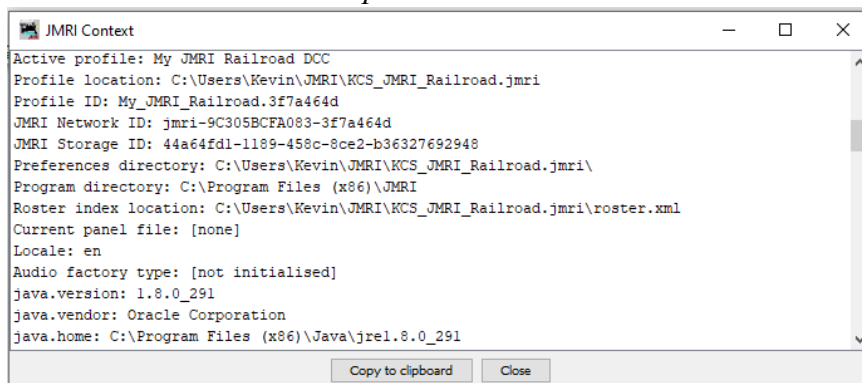 JMRI Context
Active profile: My JMRI Railroad DCC
Profile location: C:\Users\Kevin\JMRI\KCS_JMRI_Railroad.jmri
Profile ID: My_JMRI_Railroad.3f7a464d
JMRI Network ID: jmri-9C305BCFA083-3f7a464d
JMRI Storage ID: 44a64fd1-1189-458c-8ce2-b36327692948
Preferences directory: C:\Users\Kevin\JMRI\KCS_JMRI_Railroad.jmri\
Program directory: C:\Program Files (x86)\JMRI
Roster index location: C:\Users\Kevin\JMRI\KCS_JMRI_Railroad.jmri\roster.xml
Current panel file: [none]
Locale: en
Audio factory type: [not initialised]
java.version: 1.8.0_291
java.vendor: Oracle Corporation
java.home: C:\Program Files (x86)\Java\jre1.8.0_291
Copy to clipboard Close